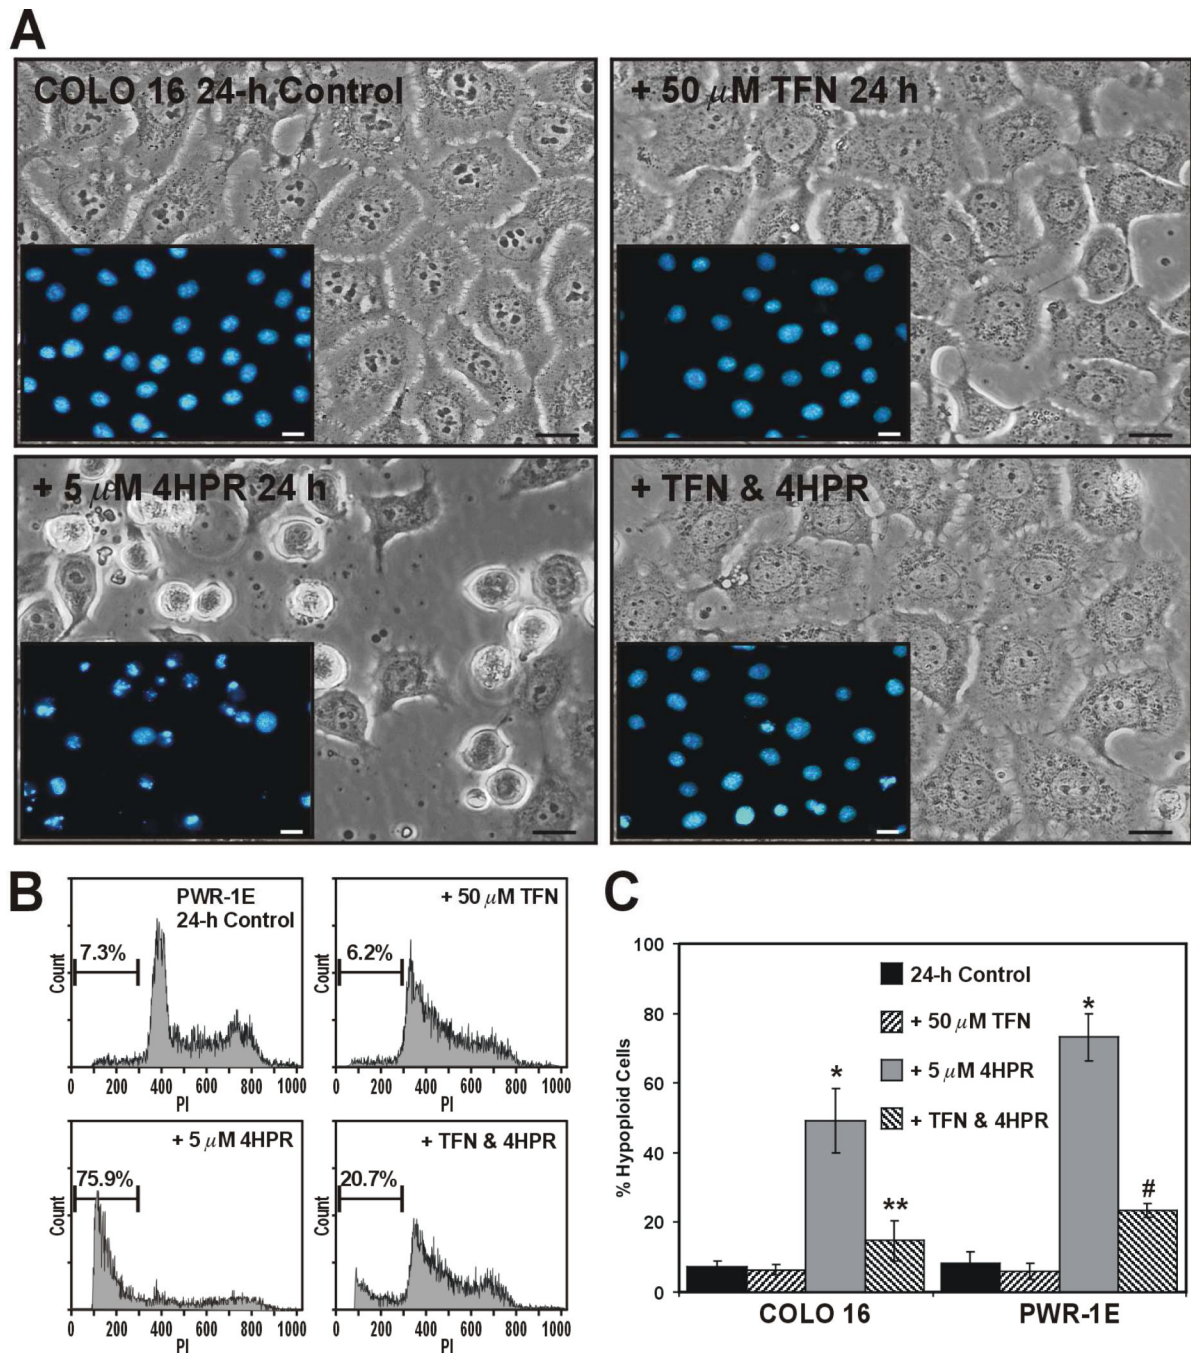 A
COLO 16 24-h Control
+ 50 μM TFN 24 h
+ 5 μM 4HPR 24 h
+ TFN & 4HPR
B
PWR-1E
24-h Control
7.3%
Count
0 200 400 600 800 1000
PI
+ 50 μM TFN
6.2%
Count
0 200 400 600 800 1000
PI
+ 5 μM 4HPR
75.9%
Count
0 200 400 600 800 1000
PI
+ TFN & 4HPR
20.7%
Count
0 200 400 600 800 1000
PI
C
% Hypoploid Cells
100
80
60
40
20
0
24-h Control
+ 50 μM TFN
+ 5 μM 4HPR
+ TFN & 4HPR
*
**
*
#
COLO 16 PWR-1E